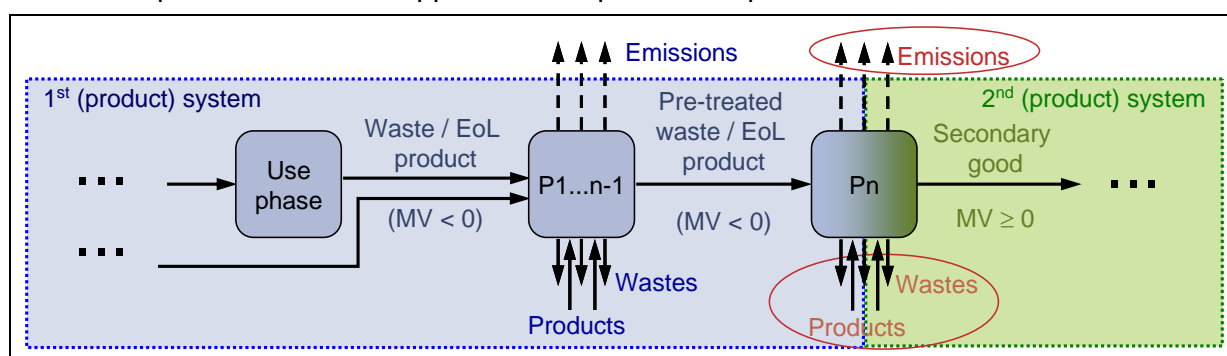 Emissions
Emissions
1st (product) system
2nd (product) system
Waste / EoL
product
Pre-treated
waste / EoL
product
Secondary
good
...
Use
phase
P1...n-1
Pn
...
(MV < 0)
(MV < 0)
MV ≥ 0
...
Wastes
Wastes
Products
Products